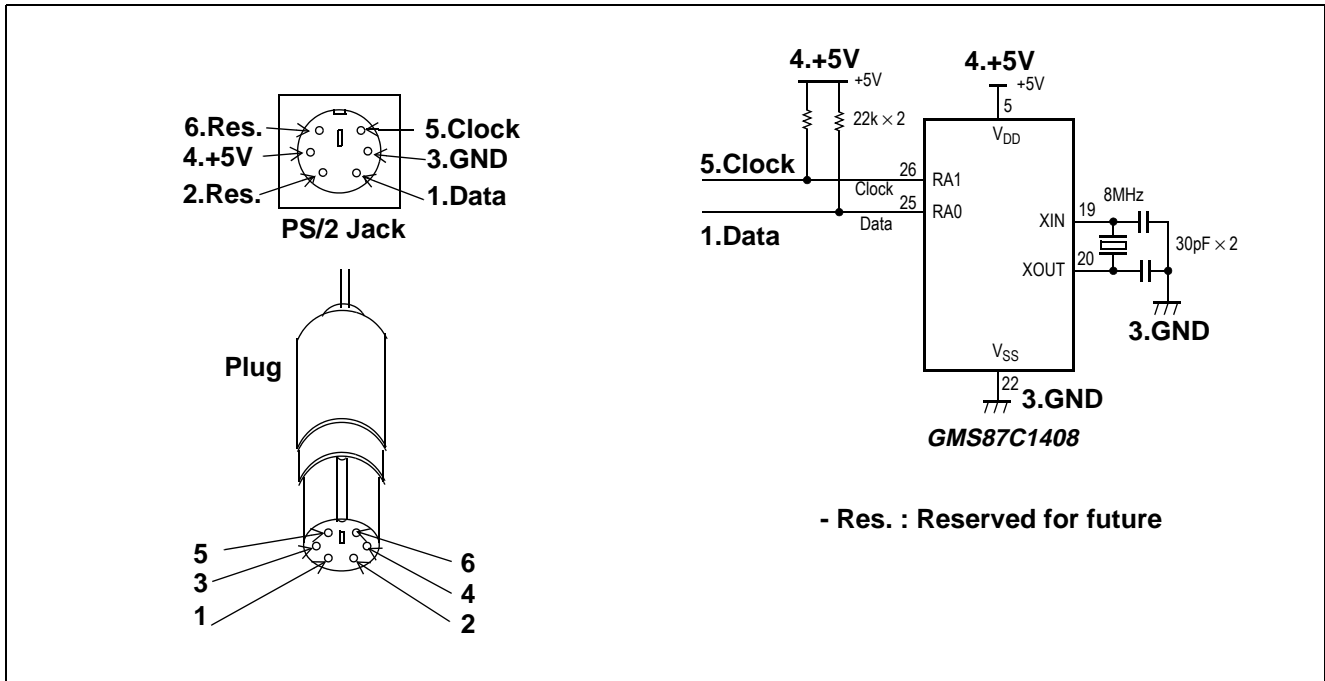 6.Res.
4.+5V
2.Res.
5.Clock
3.GND
1.Data
PS/2 Jack
Plug
5
3
1
6
4
2
4.+5V
+5V
22k × 2
4.+5V
+5V
5
VDD
5.Clock
Clock
26
RA1
1.Data
Data
25
RA0
8MHz
19
XIN
20
XOUT
30pF × 2
3.GND
VSS
22
3.GND
GMS87C1408
- Res. : Reserved for future